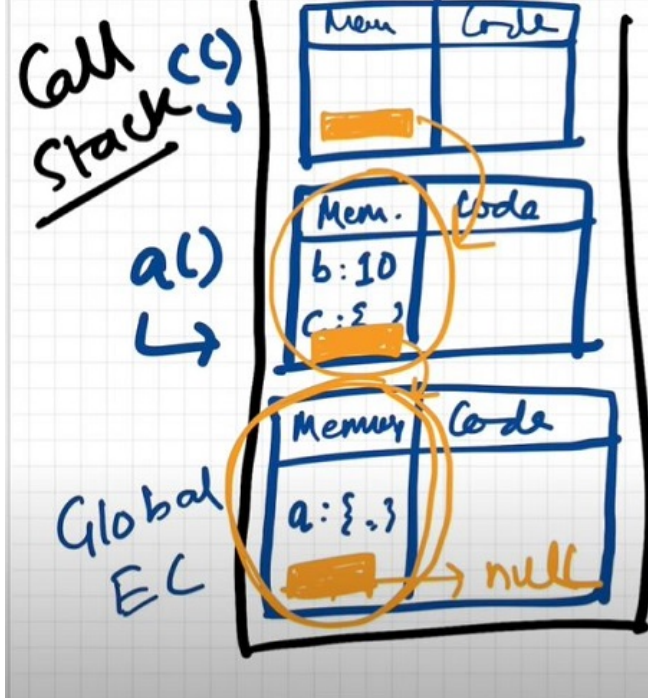 Call
Stack
c()
Mem
Code
a()
Mem.
Code
b:10
c:{
Global
EC
Memory
Code
a:{..}
null